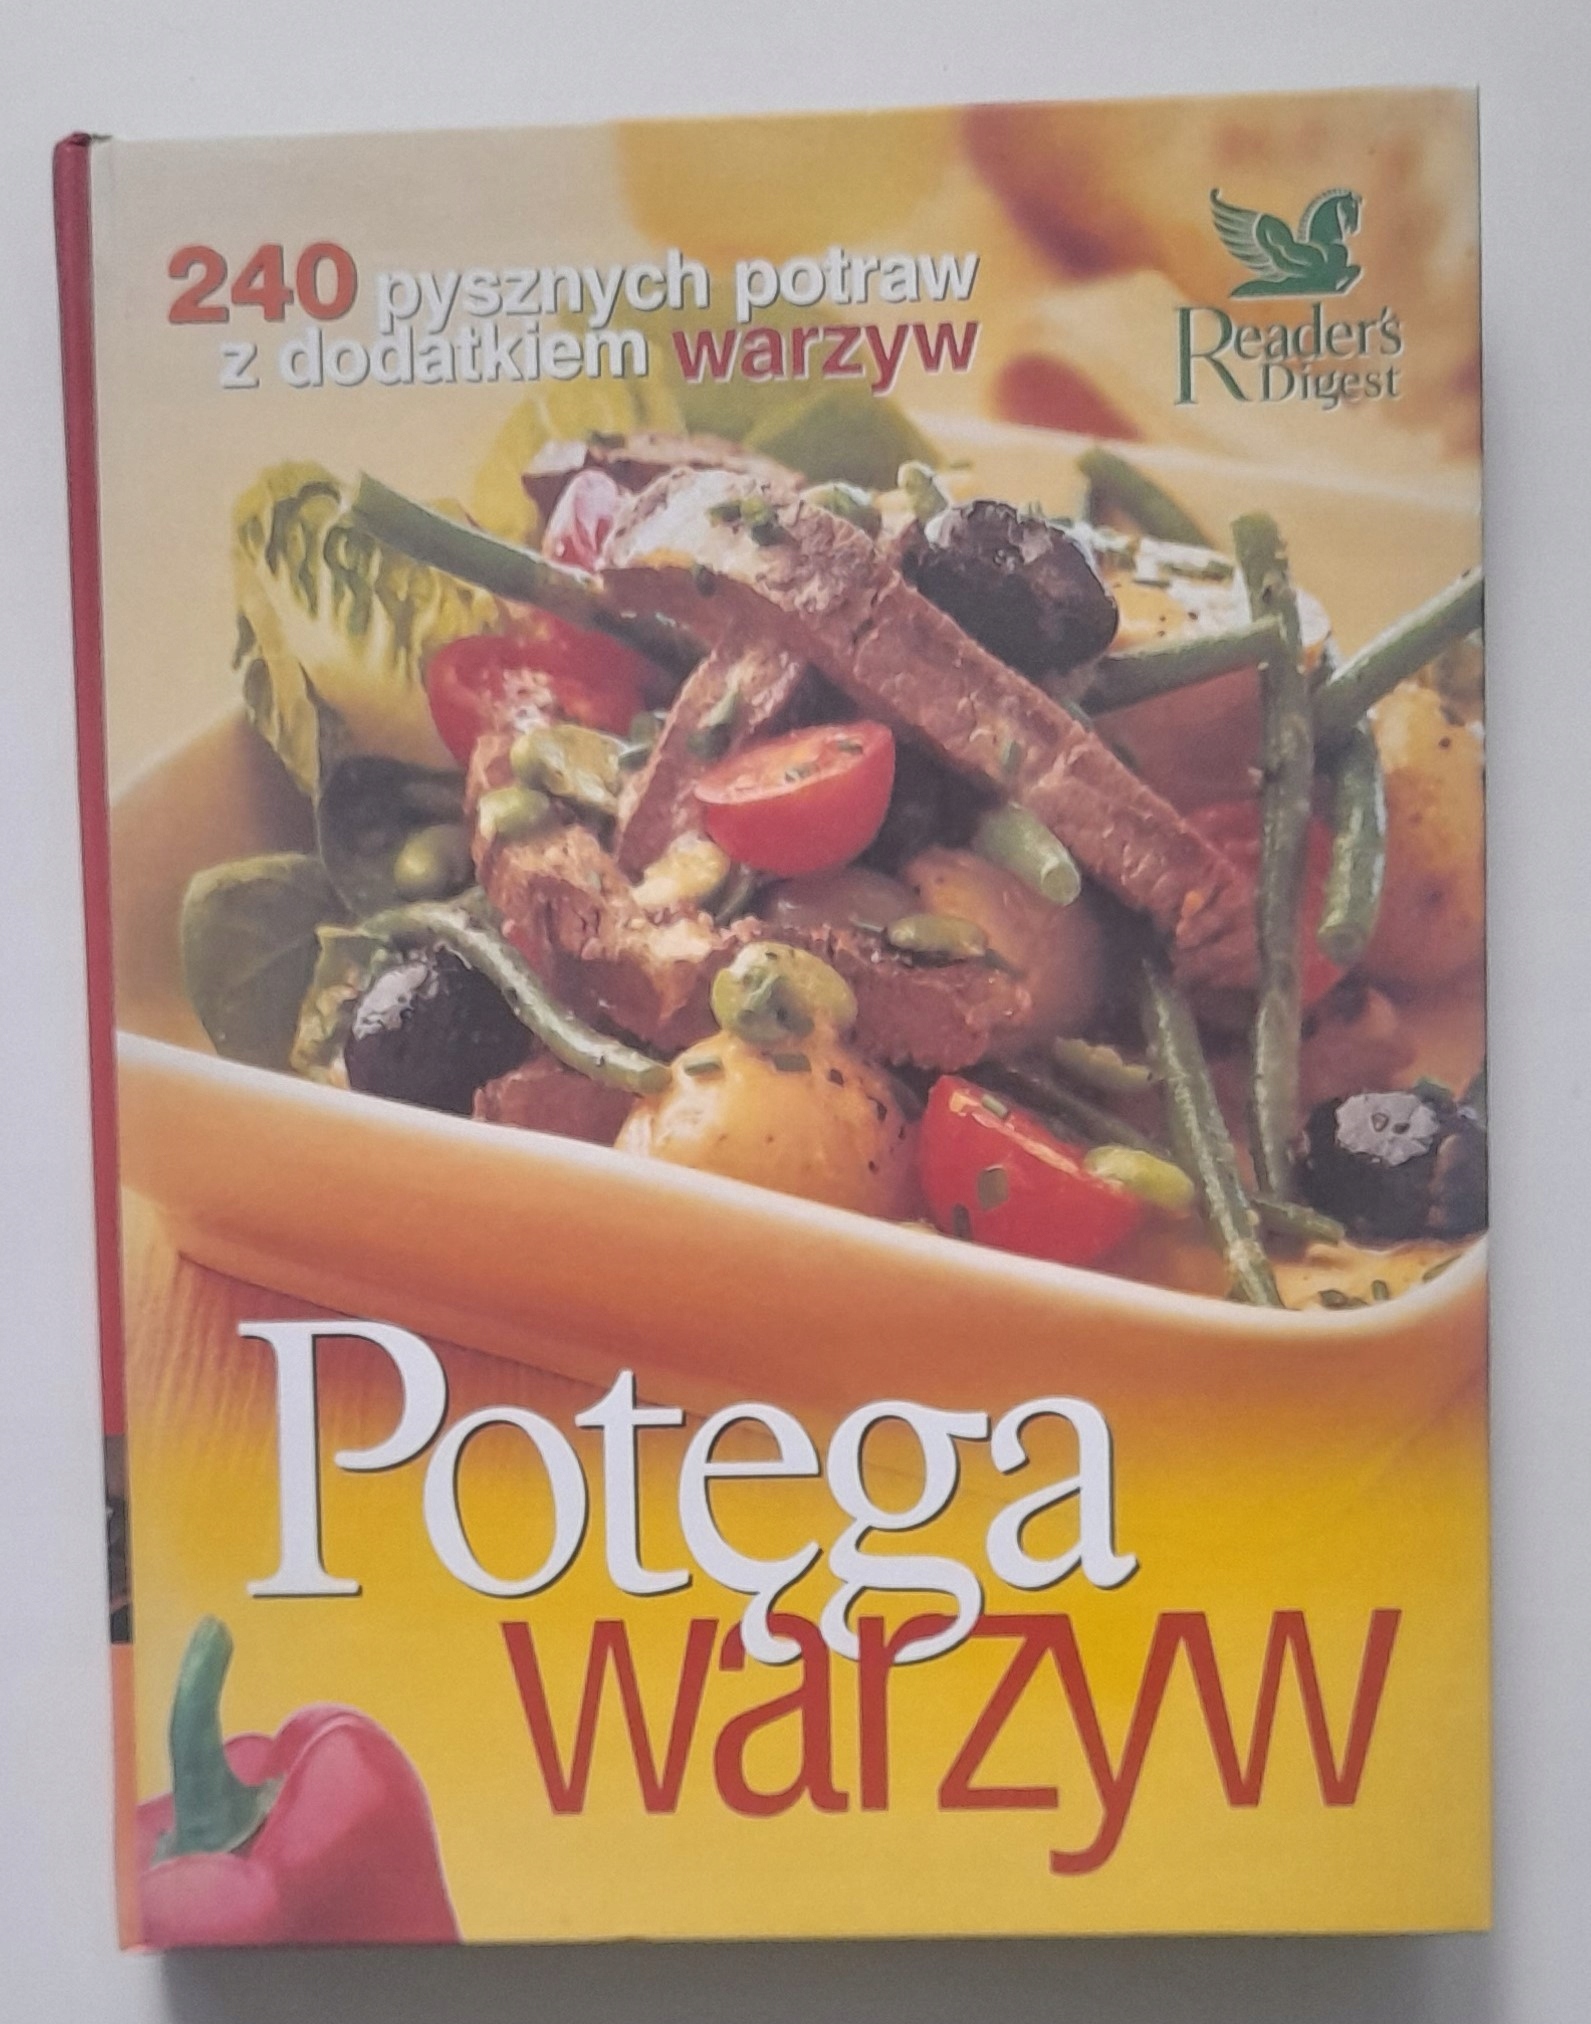 240 pysznych potraw
z dodatkiem warzyw
Reader's
Digest
Potęga
warzyw